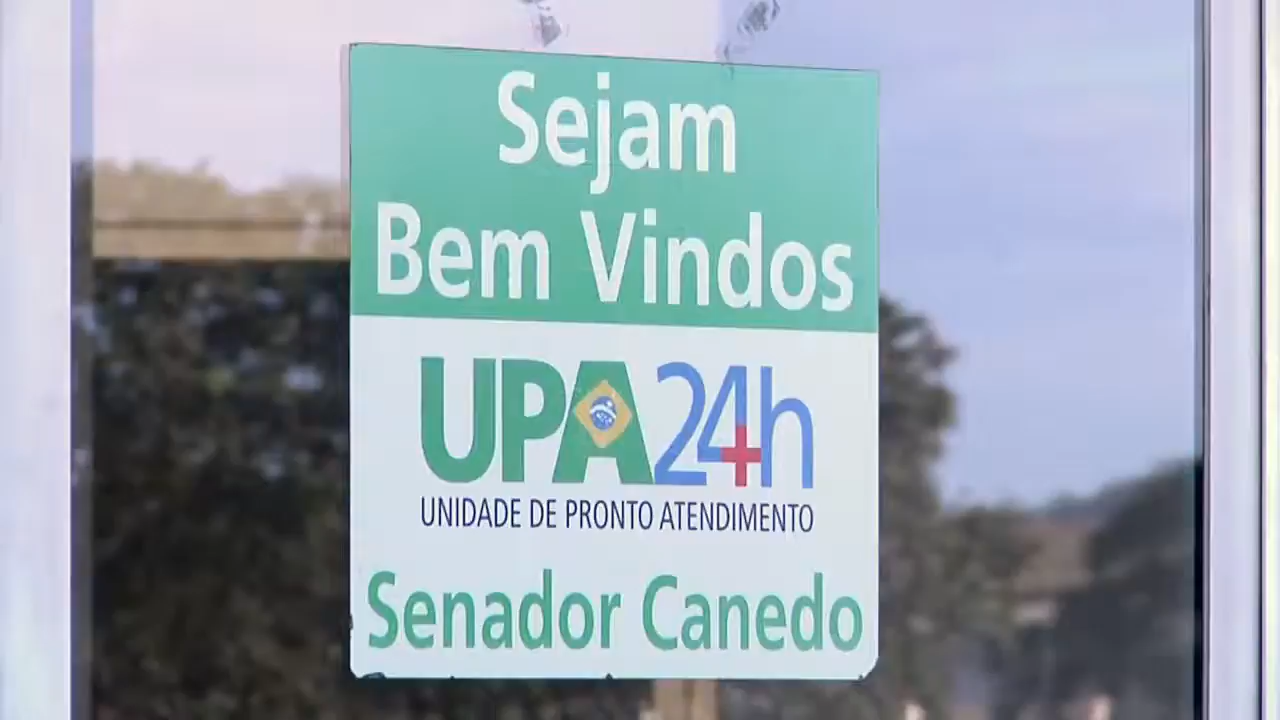 Sejam
Bem Vindos
UPA24h
UNIDADE DE PRONTO ATENDIMENTO
Senador Canedo